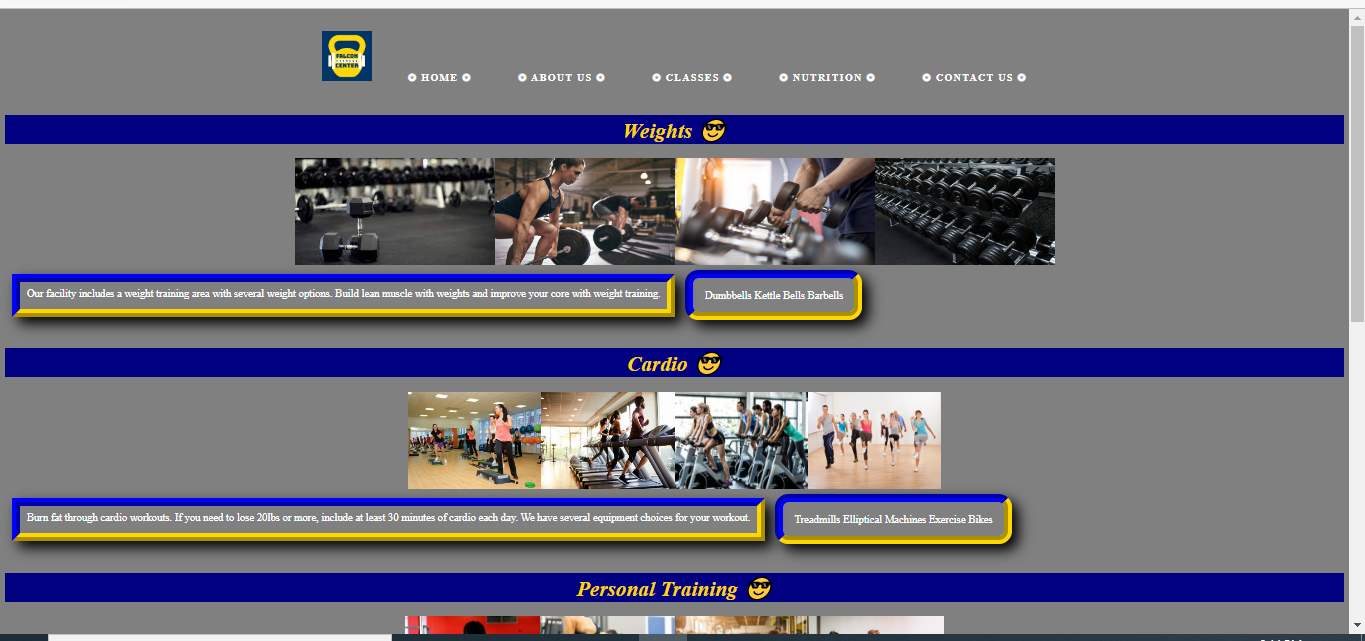 FALCON
FITNESS
CENTER
✪ HOME ✪ ✪ ABOUT US ✪ ✪ CLASSES ✪ ✪ NUTRITION ✪ ✪ CONTACT US ✪
Weights 😎
Our facility includes a weight training area with several weight options. Build lean muscle with weights and improve your core with weight training.
Dumbbells Kettle Bells Barbells
Cardio 😎
Burn fat through cardio workouts. If you need to lose 20lbs or more, include at least 30 minutes of cardio each day. We have several equipment choices for your workout.
Treadmills Elliptical Machines Exercise Bikes
Personal Training 😎